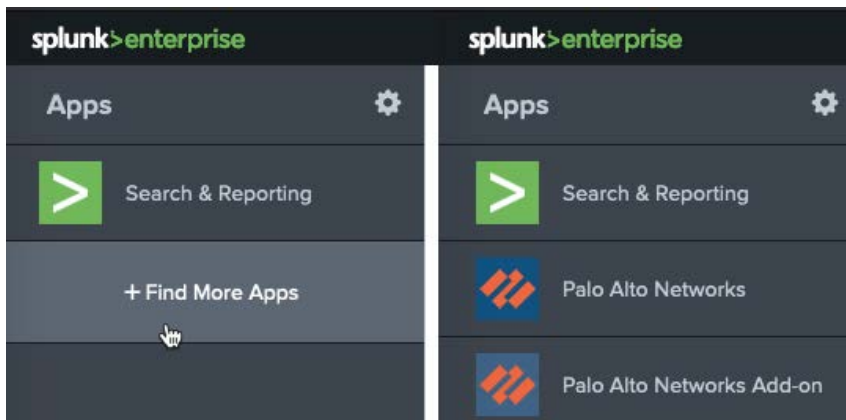 splunk>enterprise
Apps
Search & Reporting
+ Find More Apps
splunk>enterprise
Apps
Search & Reporting
Palo Alto Networks
Palo Alto Networks Add-on